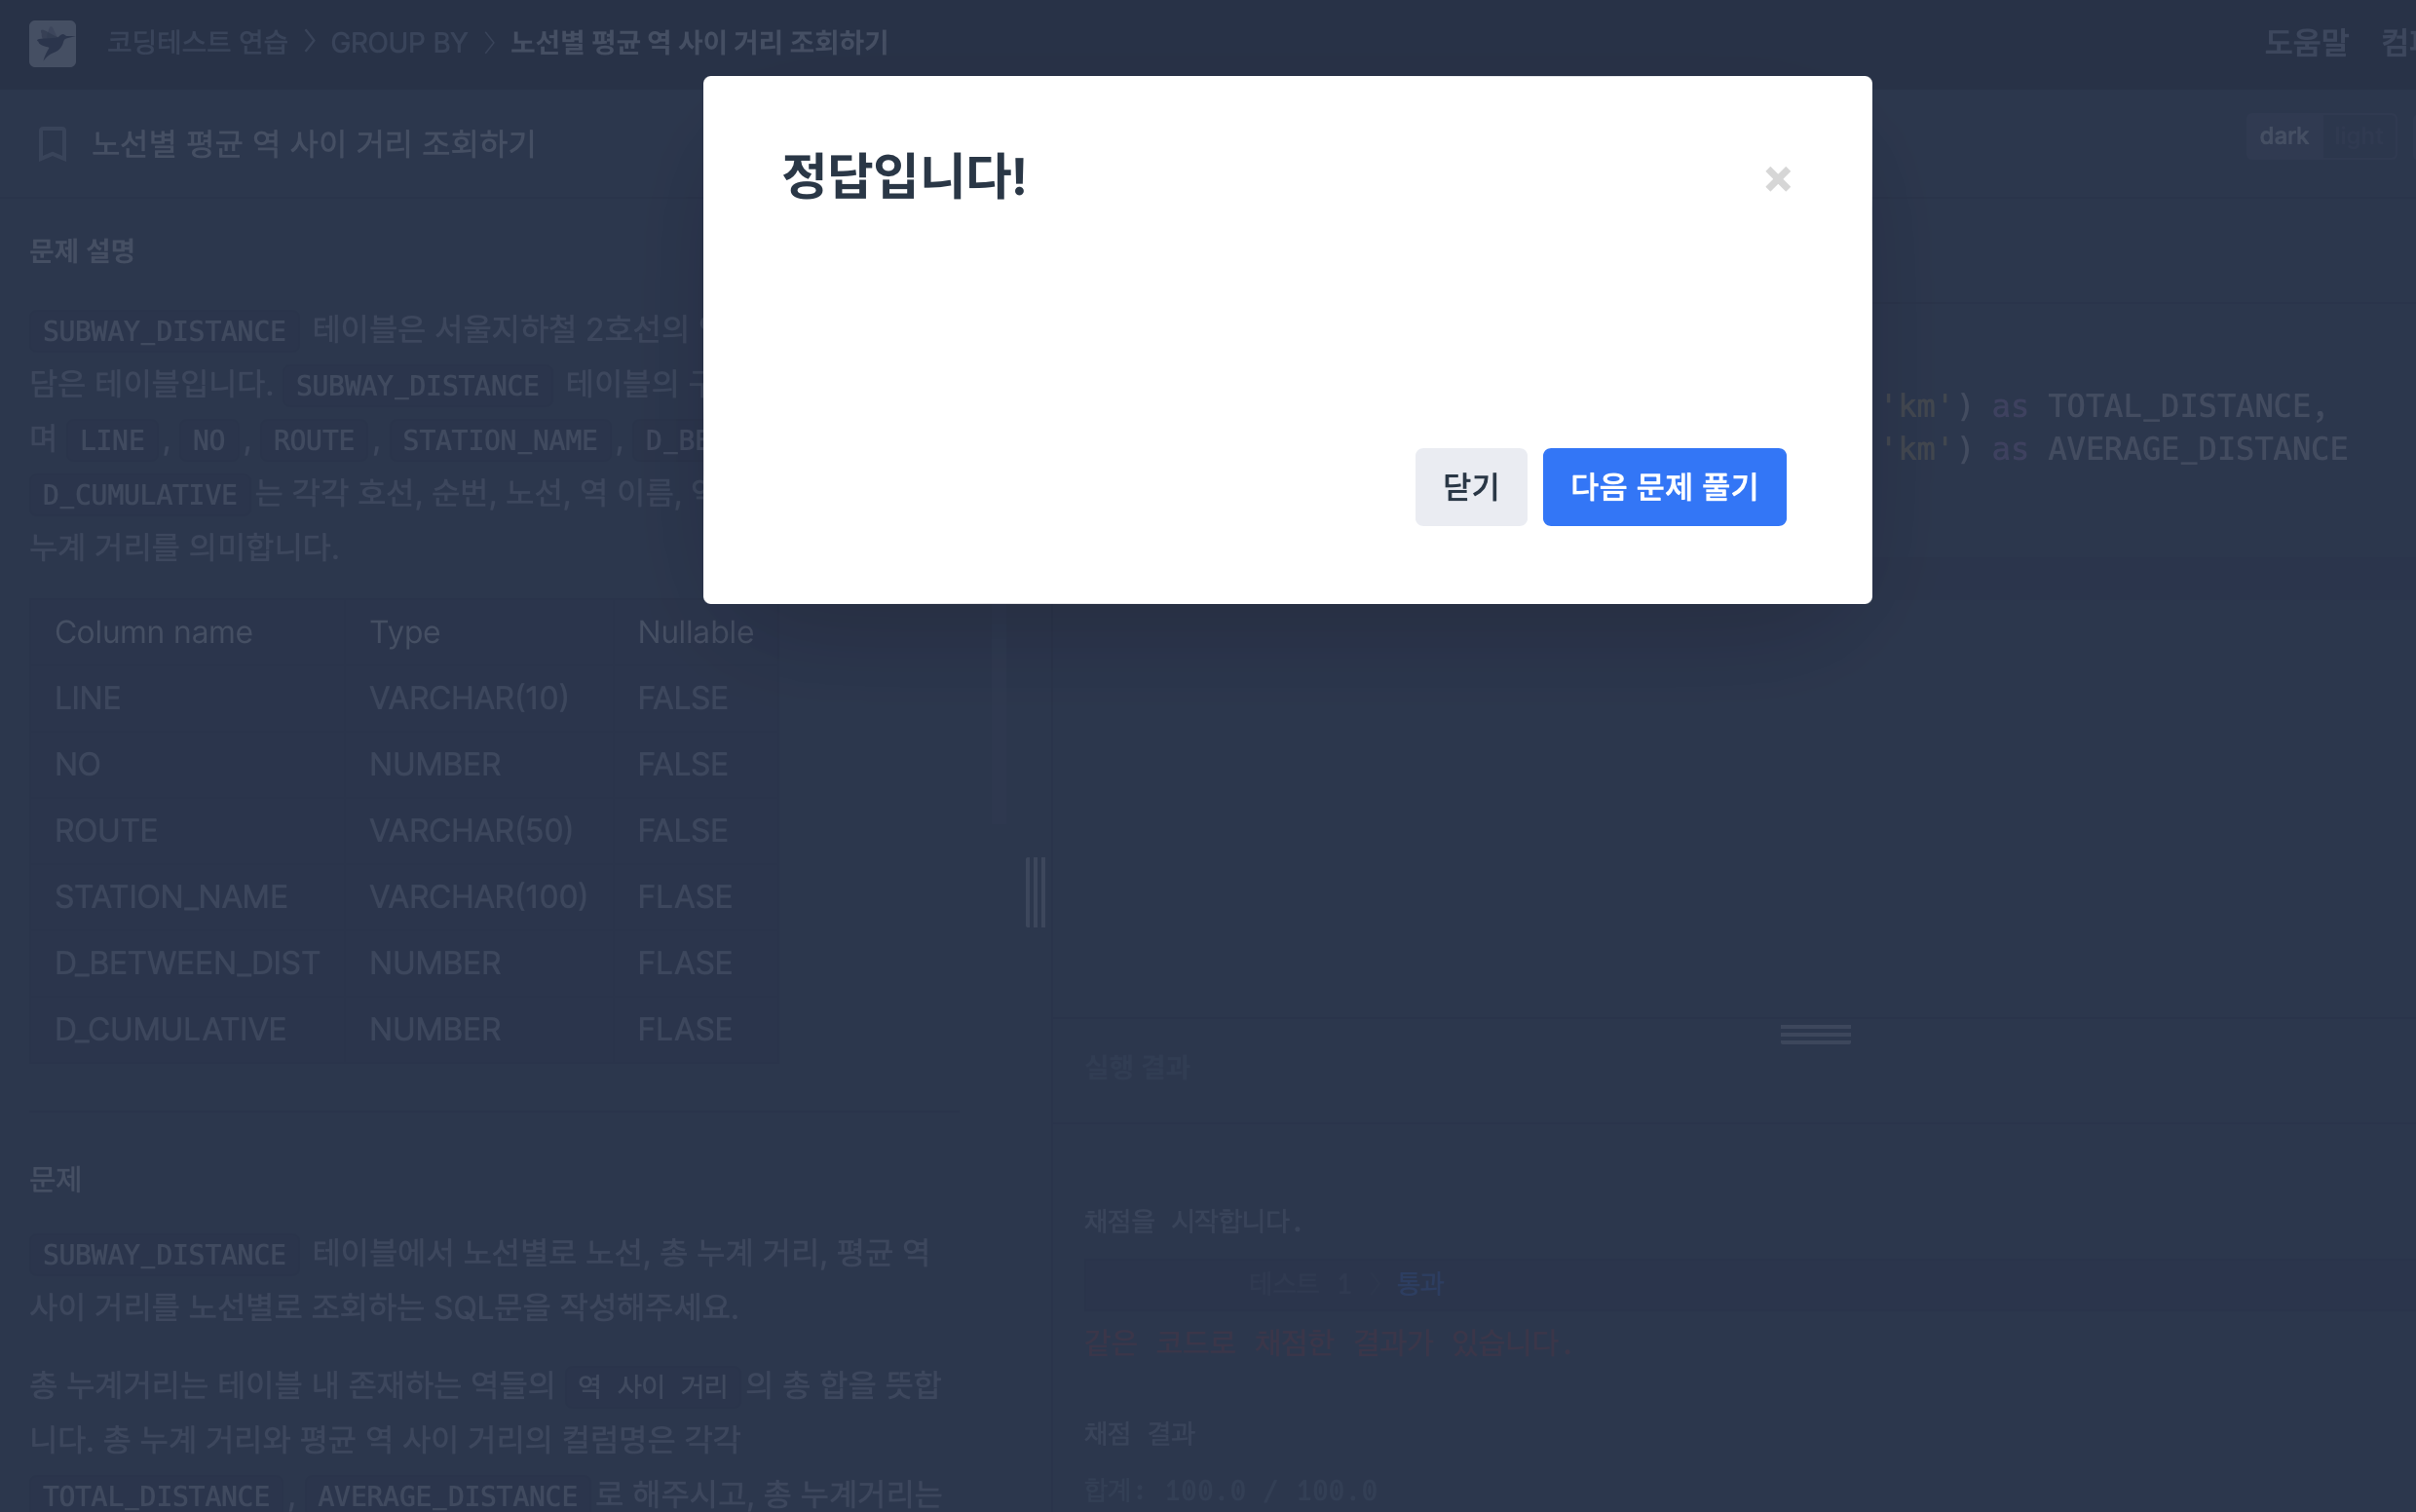 코딩테스트 연습 > GROUP BY > 노선별 평균 역 사이 거리 조회하기
도움말
노선별 평균 역 사이 거리 조회하기
dark light
정답입니다!
×
닫기
다음 문제 풀기
문제 설명
SUBWAY_DISTANCE 테이블은 서울지하철 2호선의
담은 테이블입니다. SUBWAY_DISTANCE 테이블의
며 LINE , NO , ROUTE , STATION_NAME , D_BE
D_CUMULATIVE 는 각각 호선, 순번, 노선, 역 이름,
누계 거리를 의미합니다.
Column name Type Nullable
LINE VARCHAR(10) FALSE
NO NUMBER FALSE
ROUTE VARCHAR(50) FALSE
STATION_NAME VARCHAR(100) FLASE
D_BETWEEN_DIST NUMBER FLASE
D_CUMULATIVE NUMBER FLASE
문제
SUBWAY_DISTANCE 테이블에서 노선별로 노선, 총 누계 거리, 평균 역
사이 거리를 노선별로 조회하는 SQL문을 작성해주세요.
총 누계거리는 테이블 내 존재하는 역들의 역 사이 거리 의 총 합을 뜻합
니다. 총 누계 거리와 평균 역 사이 거리의 컬럼명은 각각
TOTAL_DISTANCE , AVERAGE_DISTANCE 로 해주시고, 총 누계거리는
'km') as TOTAL_DISTANCE,
'km') as AVERAGE_DISTANCE
실행 결과
채점을 시작합니다.
테스트 1 · 통과
같은 코드로 채점한 결과가 있습니다.
채점 결과
합계: 100.0 / 100.0